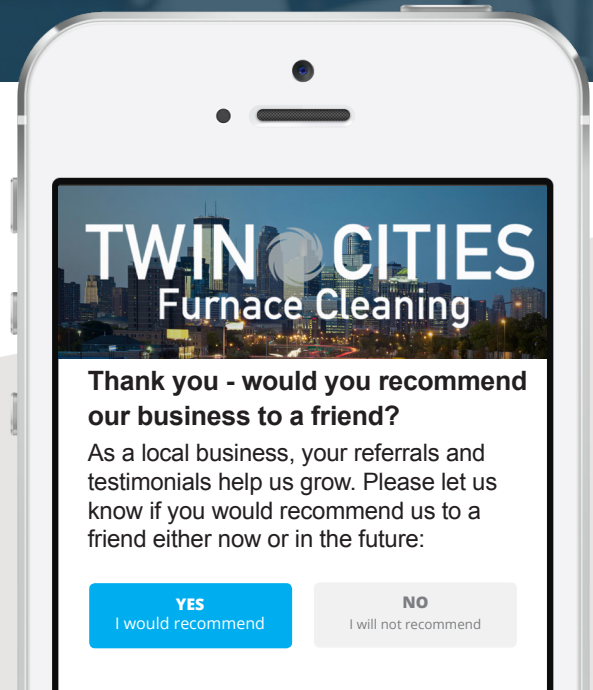 TWIN CITIES
Furnace Cleaning
Thank you - would you recommend
our business to a friend?
As a local business, your referrals and
testimonials help us grow. Please let us
know if you would recommend us to a
friend either now or in the future:
YES
I would recommend
NO
I will not recommend